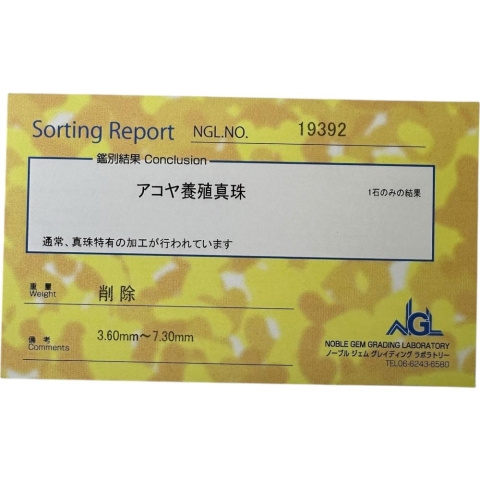 Sorting Report NGL.NO. 19392
鑑別結果 Conclusion
アコヤ養殖真珠
1石のみの結果
通常、真珠特有の加工が行われています
重量
Weight
削除
備考
Comments
3.60mm～7.30mm
NGL
NOBLE GEM GRADING LABORATORY
ノーブル ジェム グレイディング ラボラトリー
TEL06-6243-6580